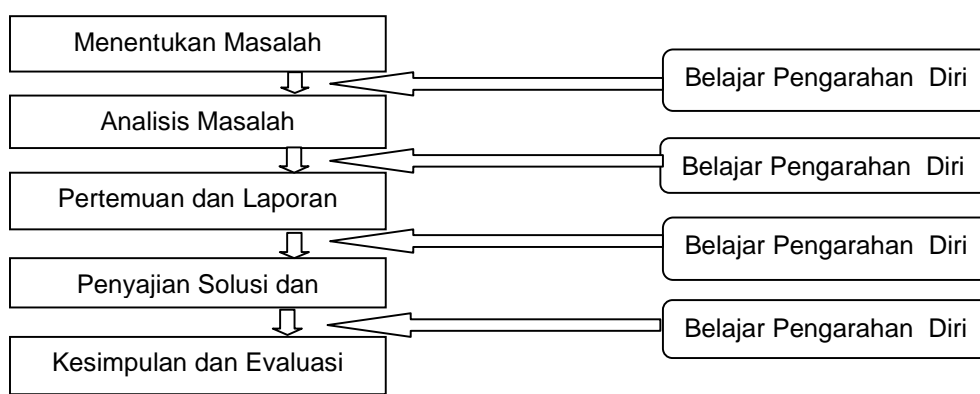 Menentukan Masalah
Belajar Pengarahan Diri
Analisis Masalah
Belajar Pengarahan Diri
Pertemuan dan Laporan
Belajar Pengarahan Diri
Penyajian Solusi dan
Belajar Pengarahan Diri
Kesimpulan dan Evaluasi